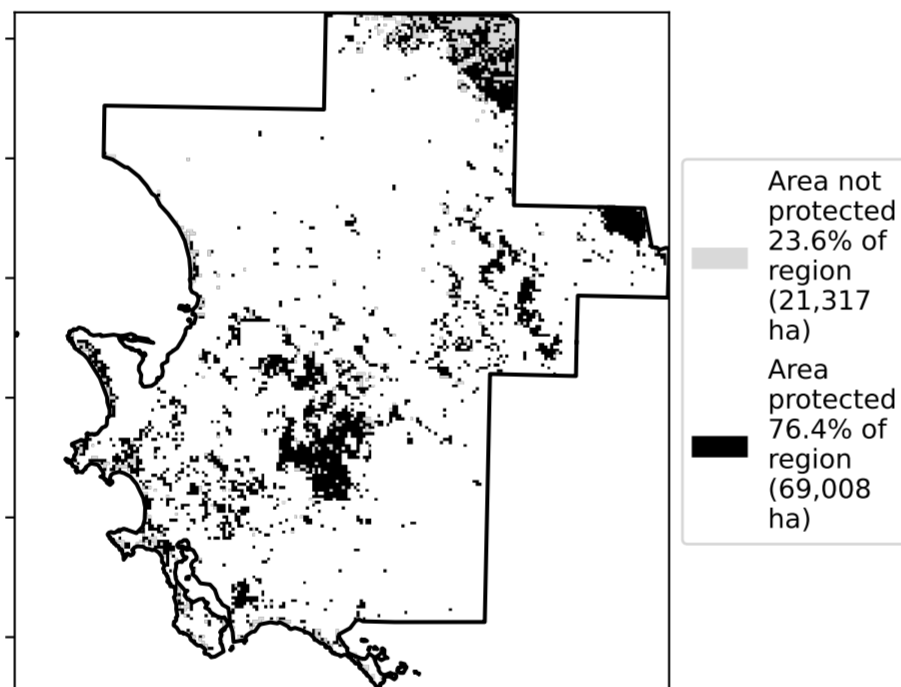 Area not
protected
23.6% of
region
(21,317
ha)
Area
protected
76.4% of
region
(69,008
ha)